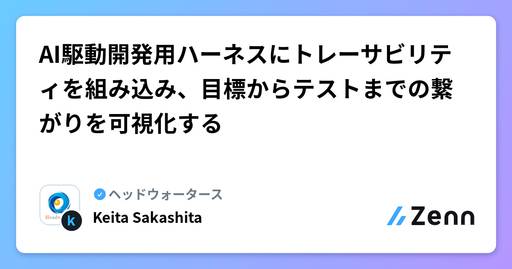 AI駆動開発用ハーネスにトレーサビリテ
ィを組み込み、目標からテストまでの繋
がりを可視化する
ヘッドウォータース
Keita Sakashita
k
Zenn